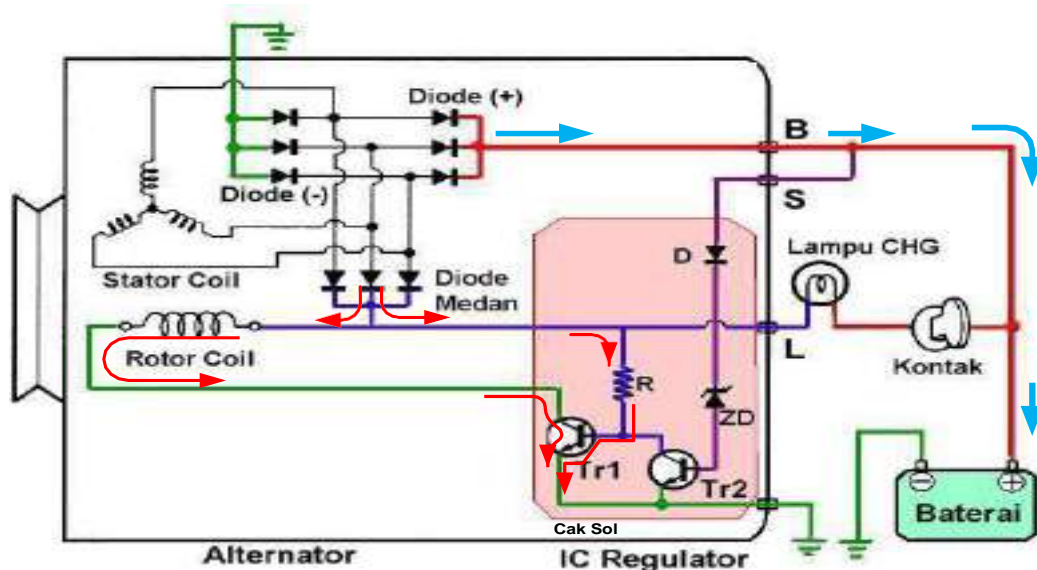 Diode (+)
B
Diode (-)
S
Lampu CHG
D
Stator Coil
Diode
Medan
Rotor Coil
L
Kontak
R
ZD
Tr1
Tr2
Baterai
Cak Sol
Alternator
IC Regulator